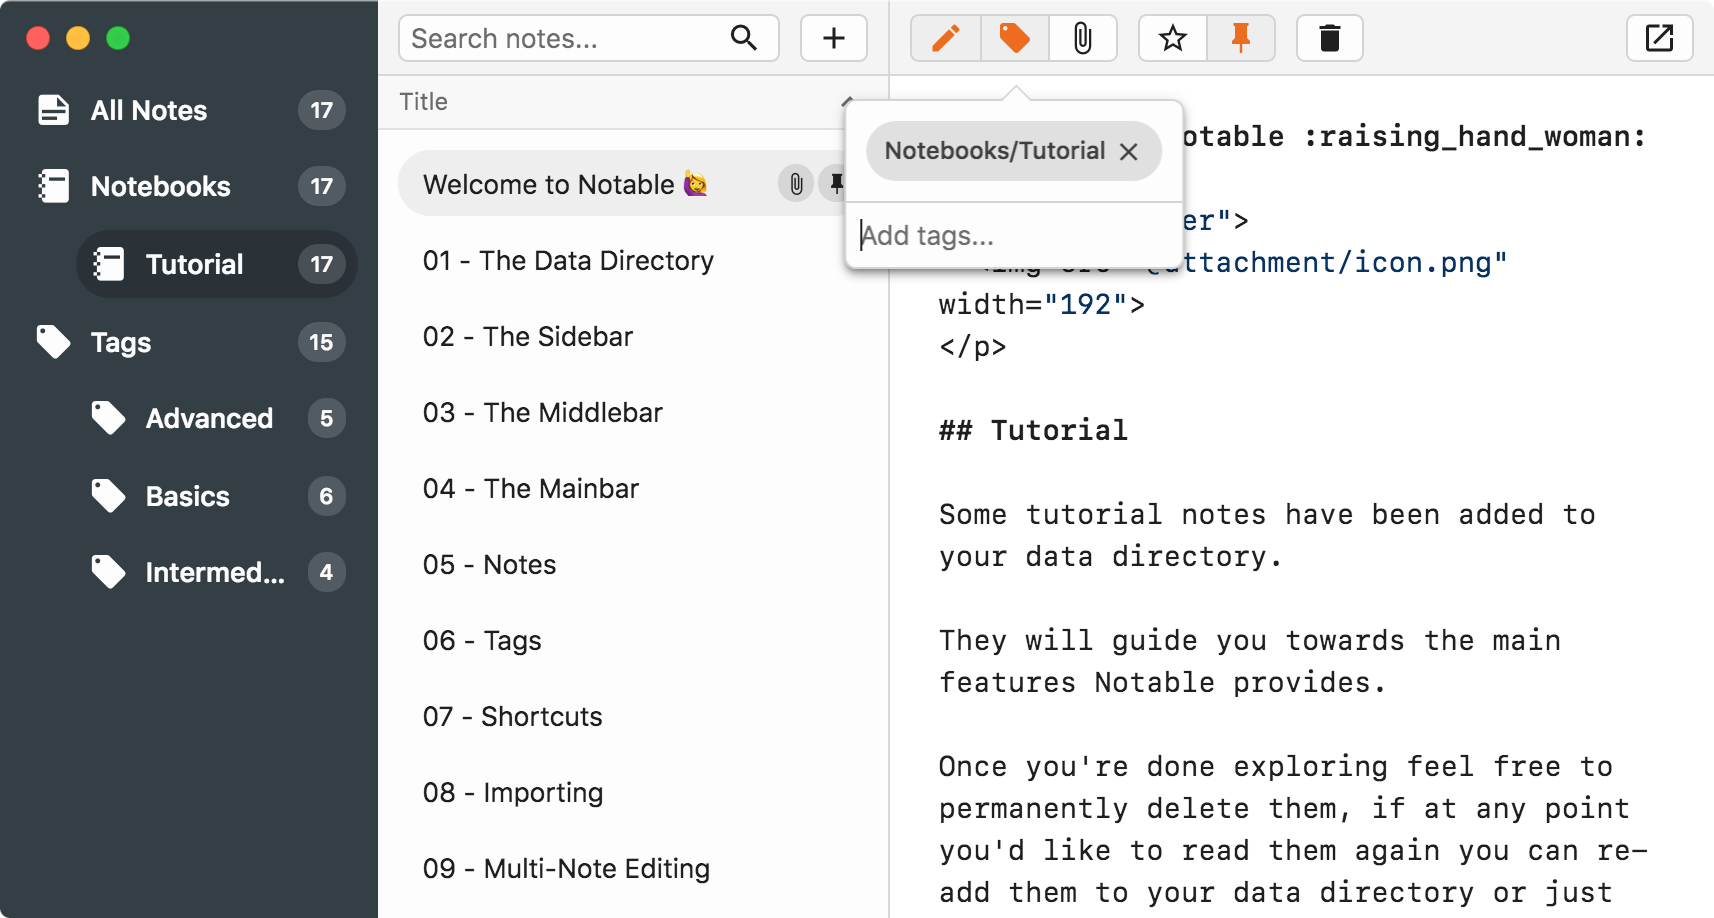 Search notes...
All Notes 17
Notebooks 17
Tutorial 17
Tags 15
Advanced 5
Basics 6
Intermed... 4
Title
Welcome to Notable 🙋‍♀️
01 - The Data Directory
02 - The Sidebar
03 - The Middlebar
04 - The Mainbar
05 - Notes
06 - Tags
07 - Shortcuts
08 - Importing
09 - Multi-Note Editing
Notebooks/Tutorial
Add tags...
otable :raising_hand_woman:
er">
attachment/icon.png"
width="192">
</p>
## Tutorial
Some tutorial notes have been added to
your data directory.
They will guide you towards the main
features Notable provides.
Once you're done exploring feel free to
permanently delete them, if at any point
you'd like to read them again you can re-
add them to your data directory or just